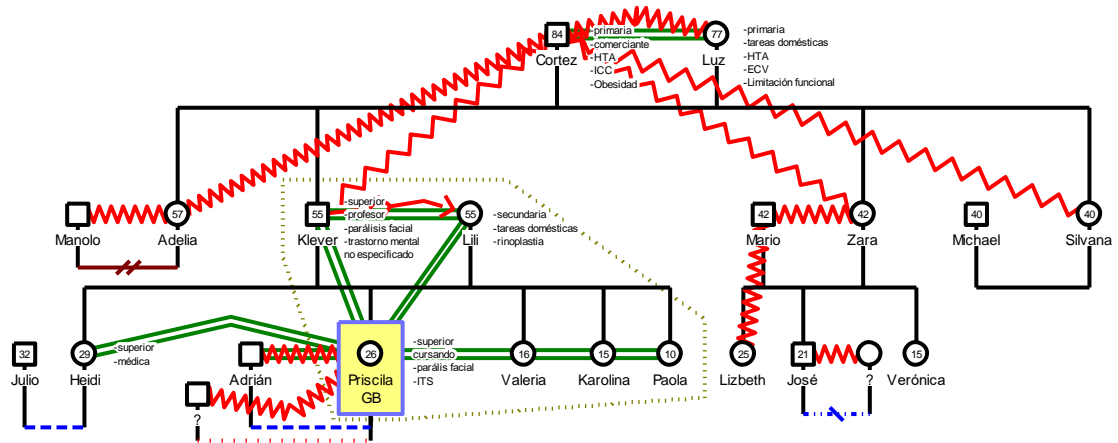 84
77
Cortez
Luz
-primaria
-comerciante
-HTA
-ICC
-Obesidad
-primaria
-tareas domésticas
-HTA
-ECV
-Limitación funcional
57
55
55
42
42
40
40
Manolo
Adelia
Klever
Lili
Mario
Zara
Michael
Silvana
-superior
-profesor
-parálisis facial
-trastorno mental
no especificado
-secundaria
-tareas domésticas
-rinoplastia
32
29
26
16
15
10
25
21
15
Julio
Heidi
Adrián
Priscila
GB
Valeria
Karolina
Paola
Lizbeth
José
?
Verónica
-superior
-médica
-superior
cursando
-parális facial
-ITS
?